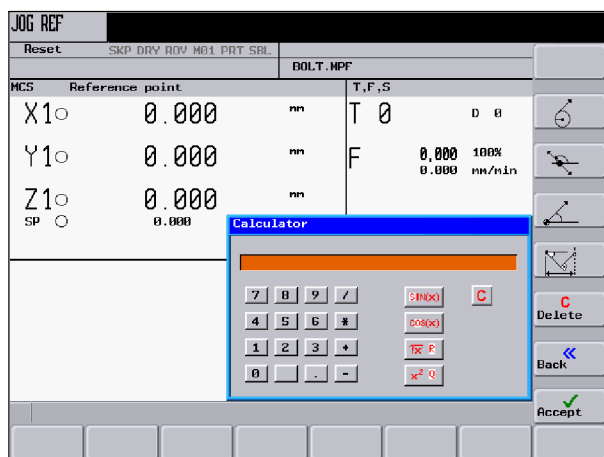 JOG REF
Reset SKP DRY ROV M01 PRT SBL
BOLT.MPF
MCS Reference point T,F,S
X1 0.000 mm T 0 D 0
Y1 0.000 mm F 0,000 100%
0.000 mm/min
Z1 0.000 mm
SP 0.000
Calculator
7 8 9 / SIN(x) C
4 5 6 * COS(x)
1 2 3 + √x R
0 . - x² Q
C
Delete
Back
Accept